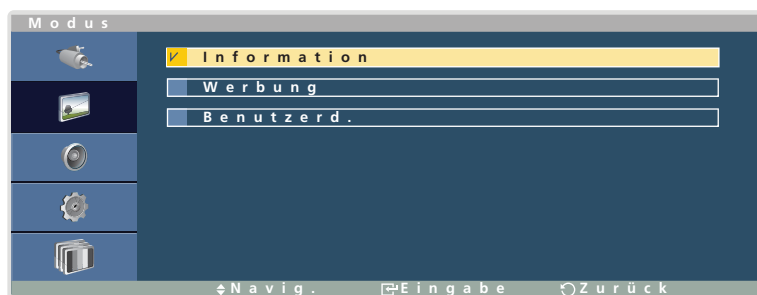 Modus
Information
Werbung
Benutzerd.
Navig. Eingabe Zurück